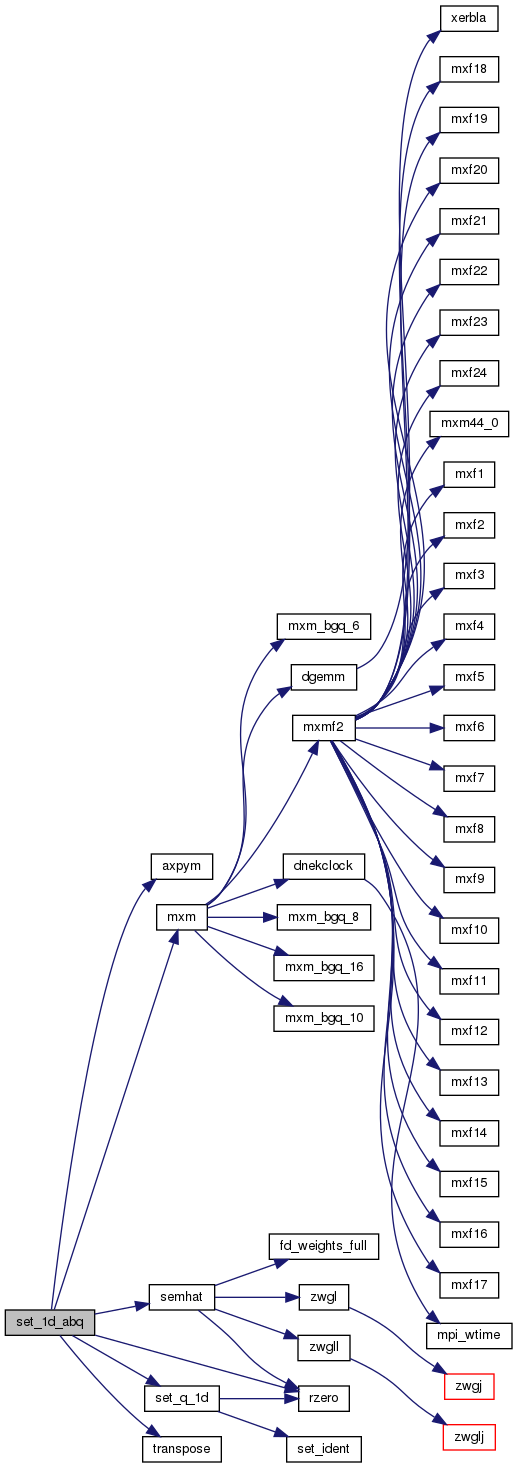 xerbla
mxf18
mxf19
mxf20
mxf21
mxf22
mxf23
mxf24
mxm44_0
mxf1
mxf2
mxf3
mxm_bgq_6
mxf4
dgemm
mxf5
mxmf2
mxf6
mxf7
mxf8
axpym
dnekclock
mxf9
mxm
mxm_bgq_8
mxf10
mxm_bgq_16
mxf11
mxm_bgq_10
mxf12
mxf13
mxf14
mxf15
mxf16
fd_weights_full
mxf17
semhat
zwgl
set_1d_abq
mpi_wtime
zwgll
zwgj
set_q_1d
rzero
zwglj
transpose
set_ident